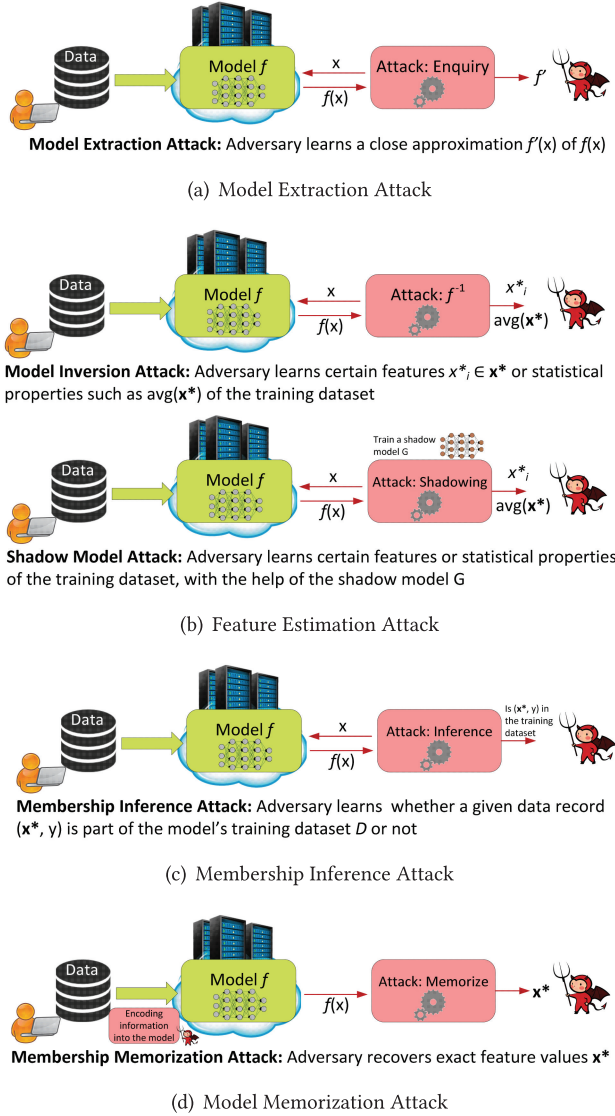 Data
Model f
x
f(x)
Attack: Enquiry
f'
Model Extraction Attack: Adversary learns a close approximation f'(x) of f(x)
(a) Model Extraction Attack
Data
Model f
x
f(x)
Attack: f⁻¹
x*ᵢ
avg(x*)
Model Inversion Attack: Adversary learns certain features x*ᵢ ∈ x* or statistical
properties such as avg(x*) of the training dataset
Train a shadow
model G
Data
Model f
x
f(x)
Attack: Shadowing
x*ᵢ
avg(x*)
Shadow Model Attack: Adversary learns certain features or statistical properties
of the training dataset, with the help of the shadow model G
(b) Feature Estimation Attack
Data
Model f
x
f(x)
Attack: Inference
Is (x*, y) in
the training
dataset
Membership Inference Attack: Adversary learns whether a given data record
(x*, y) is part of the model's training dataset D or not
(c) Membership Inference Attack
Data
Encoding
information
into the model
Model f
f(x)
Attack: Memorize
x*
Membership Memorization Attack: Adversary recovers exact feature values x*
(d) Model Memorization Attack